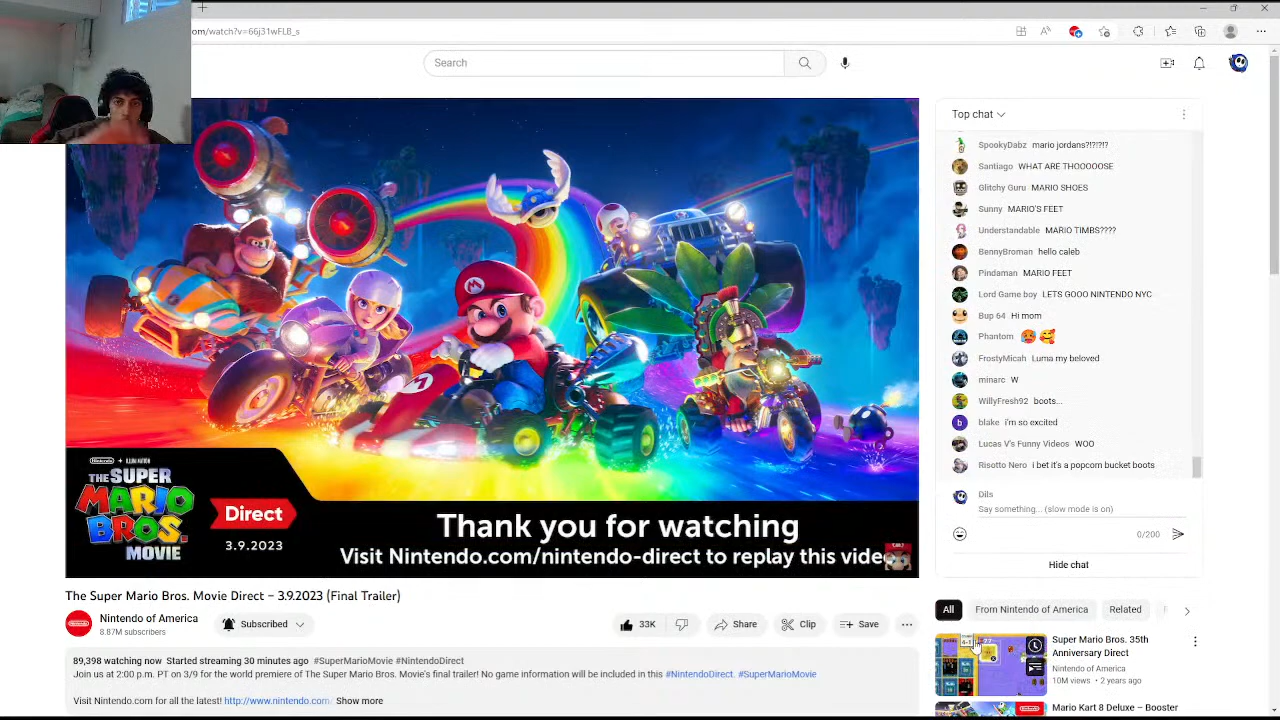 om/watch?v=66j31wFLB_s
Search
Top chat
SpookyDabz mario jordans?!?!?!?
Santiago WHAT ARE THOOOOOSE
Glitchy Guru MARIO SHOES
Sunny MARIO'S FEET
Understandable MARIO TIMBS????
BennyBroman hello caleb
Pindaman MARIO FEET
Lord Game boy LETS GOOO NINTENDO NYC
Bup 64 Hi mom
Phantom 🥵🥰
FrostyMicah Luma my beloved
minarc W
WillyFresh92 boots...
blake i'm so excited
Lucas V's Funny Videos WOO
Risotto Nero i bet it's a popcorn bucket boots
Dils
Say something... (slow mode is on)
0/200
Hide chat
Nintendo + ILLUMINATION
THE SUPER
MARIO
BROS.
MOVIE
Direct
3.9.2023
Thank you for watching
Visit Nintendo.com/nintendo-direct to replay this vide
The Super Mario Bros. Movie Direct – 3.9.2023 (Final Trailer)
Nintendo of America
8.87M subscribers
Subscribed
33K
Share
Clip
Save
89,398 watching now Started streaming 30 minutes ago #SuperMarioMovie #NintendoDirect
Join us at 2:00 p.m. PT on 3/9 for the world premiere of The Super Mario Bros. Movie's final trailer! No game information will be included in this #NintendoDirect. #SuperMarioMovie
Visit Nintendo.com for all the latest! http://www.nintendo.com/ Show more
All
From Nintendo of America
Related
Super Mario Bros. 35th
Anniversary Direct
Nintendo of America
10M views • 2 years ago
Mario Kart 8 Deluxe – Booster